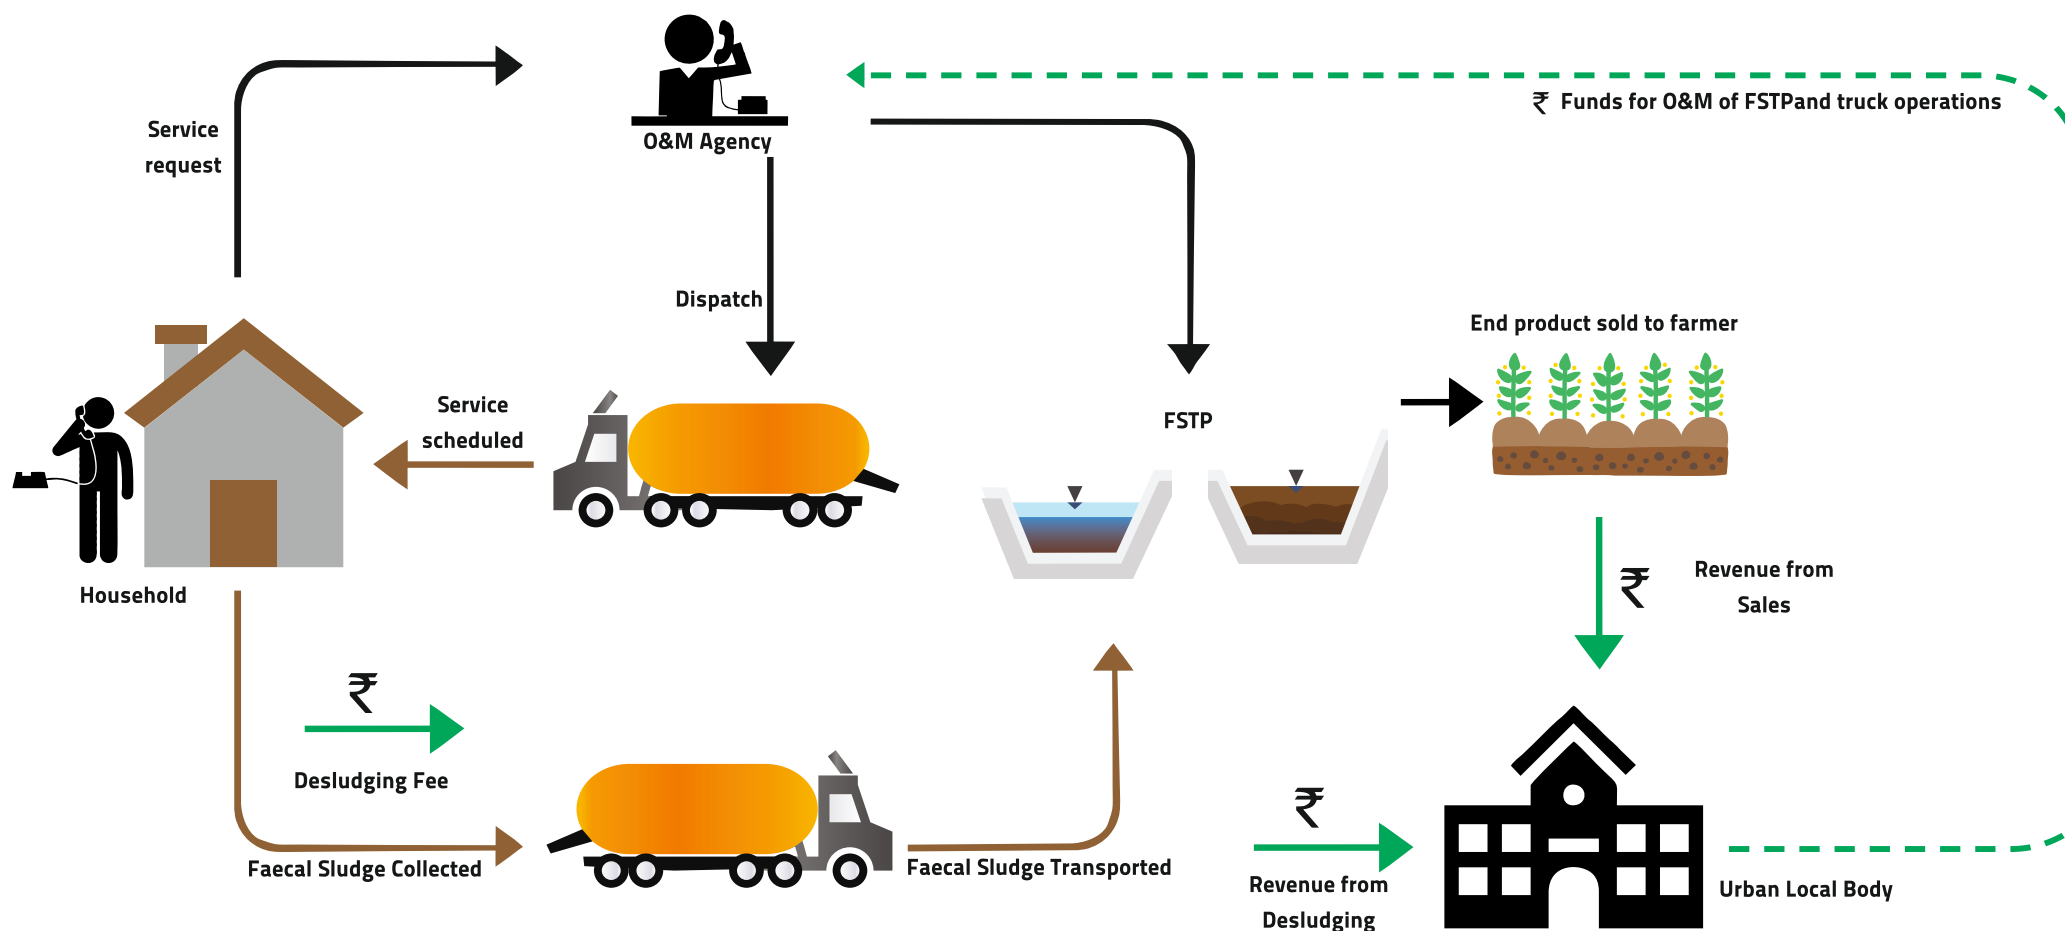 ₹ Funds for O&M of FSTPand truck operations
Service
request
O&M Agency
Dispatch
End product sold to farmer
Service
scheduled
FSTP
Household
₹
Revenue from
Sales
₹
Desludging Fee
Faecal Sludge Collected
Faecal Sludge Transported
₹
Revenue from
Desludging
Urban Local Body